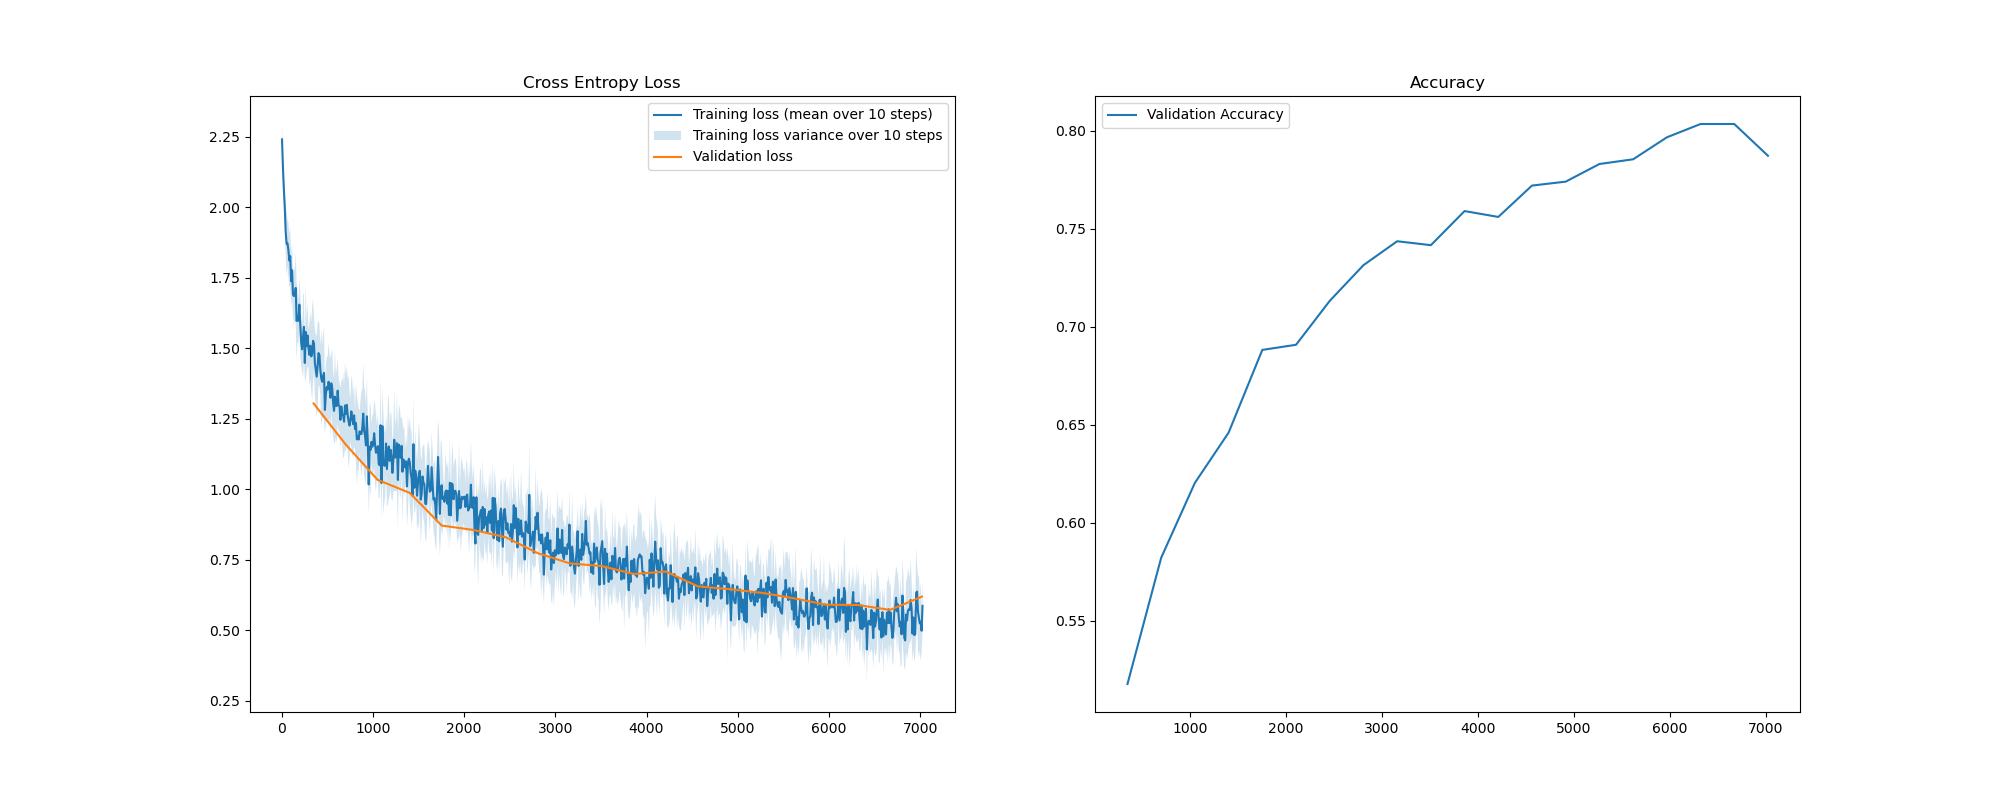 Cross Entropy Loss
Training loss (mean over 10 steps)
Training loss variance over 10 steps
Validation loss
2.25
2.00
1.75
1.50
1.25
1.00
0.75
0.50
0.25
0 1000 2000 3000 4000 5000 6000 7000
Accuracy
Validation Accuracy
0.80
0.75
0.70
0.65
0.60
0.55
1000 2000 3000 4000 5000 6000 7000